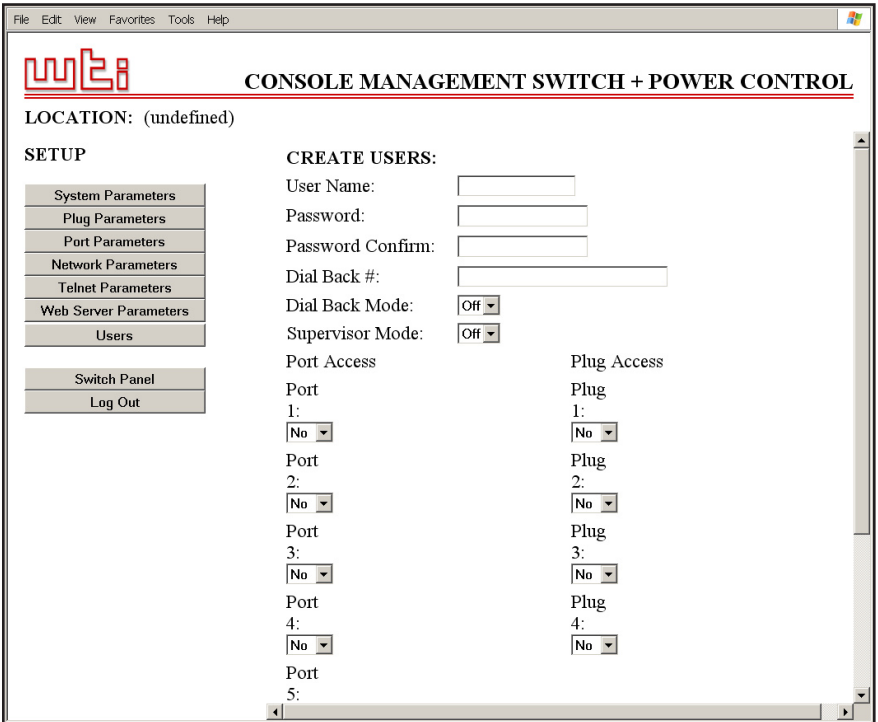 File Edit View Favorites Tools Help
wti
CONSOLE MANAGEMENT SWITCH + POWER CONTROL
LOCATION: (undefined)
SETUP
System Parameters
Plug Parameters
Port Parameters
Network Parameters
Telnet Parameters
Web Server Parameters
Users
Switch Panel
Log Out
CREATE USERS:
User Name:
Password:
Password Confirm:
Dial Back #:
Dial Back Mode: Off
Supervisor Mode: Off
Port Access Plug Access
Port Plug
1: 1:
No No
Port Plug
2: 2:
No No
Port Plug
3: 3:
No No
Port Plug
4: 4:
No No
Port
5: